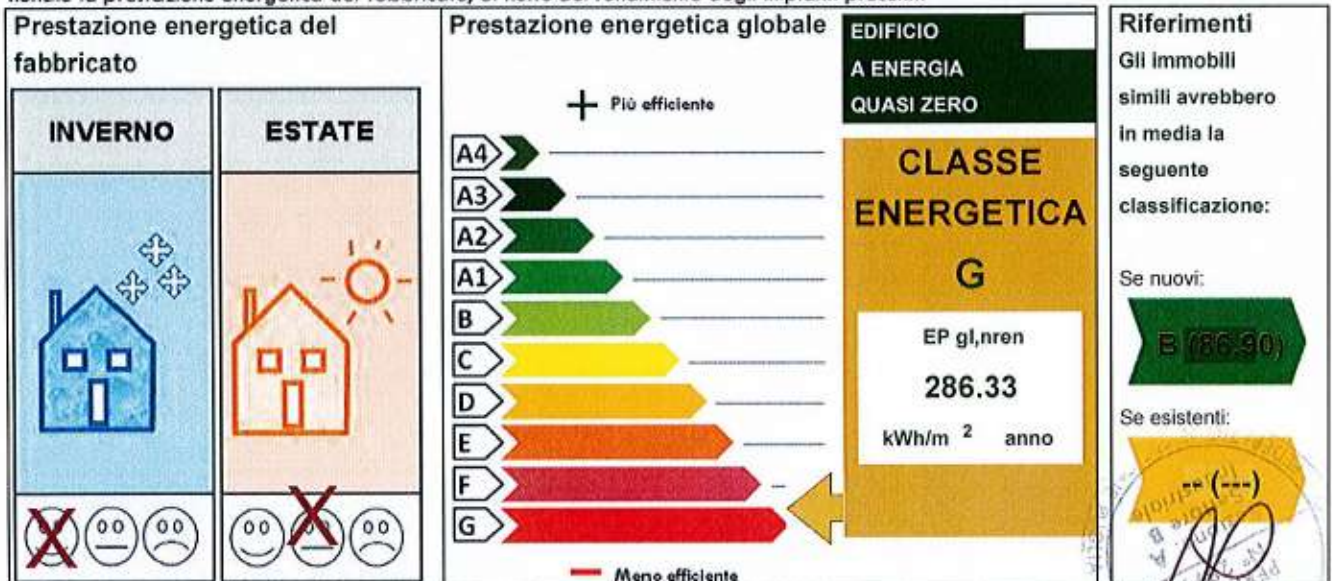 Prestazione energetica del
fabbricato
INVERNO
ESTATE
Prestazione energetica globale
Più efficiente
A4
A3
A2
A1
B
C
D
E
F
G
Meno efficiente
EDIFICIO
A ENERGIA
QUASI ZERO
CLASSE
ENERGETICA
G
EP gl,nren
286.33
kWh/m 2 anno
Riferimenti
Gli immobili
simili avrebbero
in media la
seguente
classificazione:
Se nuovi:
B (86.90)
Se esistenti:
-- (---)